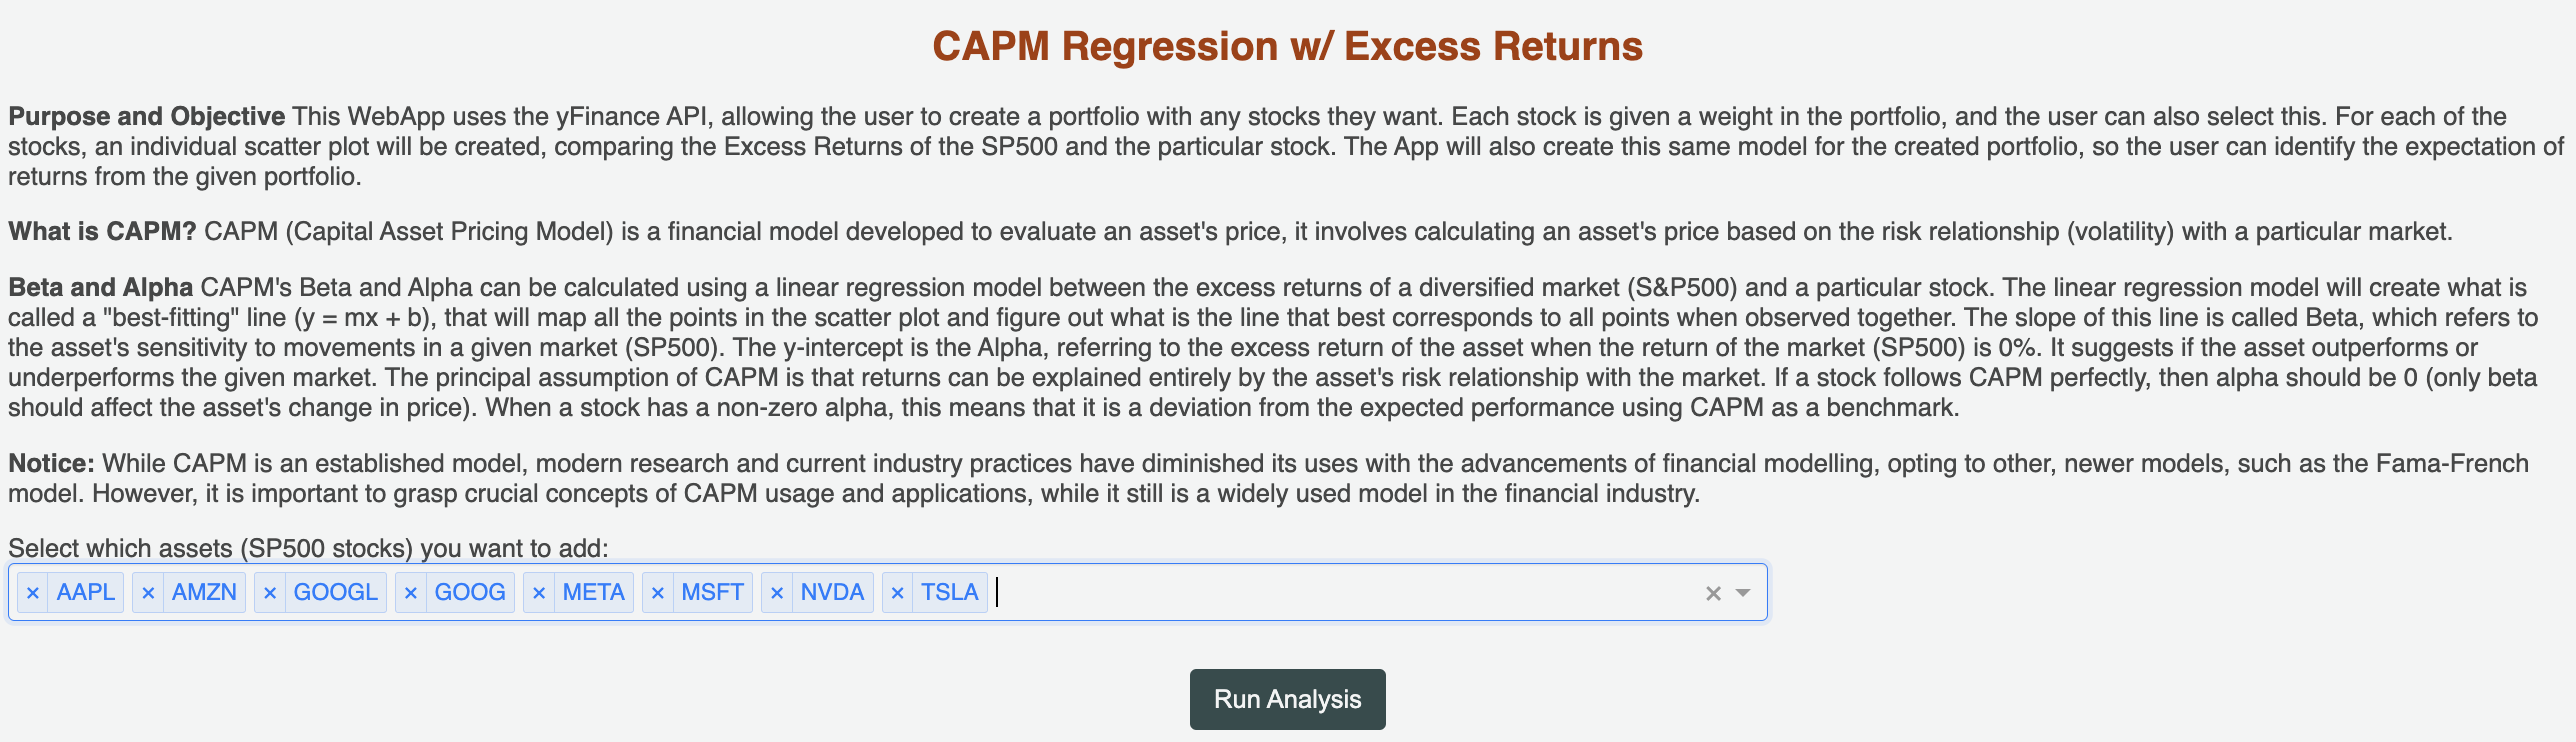 CAPM Regression w/ Excess Returns
Purpose and Objective This WebApp uses the yFinance API, allowing the user to create a portfolio with any stocks they want. Each stock is given a weight in the portfolio, and the user can also select this. For each of the
stocks, an individual scatter plot will be created, comparing the Excess Returns of the SP500 and the particular stock. The App will also create this same model for the created portfolio, so the user can identify the expectation of
returns from the given portfolio.
What is CAPM? CAPM (Capital Asset Pricing Model) is a financial model developed to evaluate an asset's price, it involves calculating an asset's price based on the risk relationship (volatility) with a particular market.
Beta and Alpha CAPM's Beta and Alpha can be calculated using a linear regression model between the excess returns of a diversified market (S&P500) and a particular stock. The linear regression model will create what is
called a "best-fitting" line (y = mx + b), that will map all the points in the scatter plot and figure out what is the line that best corresponds to all points when observed together. The slope of this line is called Beta, which refers to
the asset's sensitivity to movements in a given market (SP500). The y-intercept is the Alpha, referring to the excess return of the asset when the return of the market (SP500) is 0%. It suggests if the asset outperforms or
underperforms the given market. The principal assumption of CAPM is that returns can be explained entirely by the asset's risk relationship with the market. If a stock follows CAPM perfectly, then alpha should be 0 (only beta
should affect the asset's change in price). When a stock has a non-zero alpha, this means that it is a deviation from the expected performance using CAPM as a benchmark.
Notice: While CAPM is an established model, modern research and current industry practices have diminished its uses with the advancements of financial modelling, opting to other, newer models, such as the Fama-French
model. However, it is important to grasp crucial concepts of CAPM usage and applications, while it still is a widely used model in the financial industry.
Select which assets (SP500 stocks) you want to add:
× AAPL × AMZN × GOOGL × GOOG × META × MSFT × NVDA × TSLA ×
Run Analysis